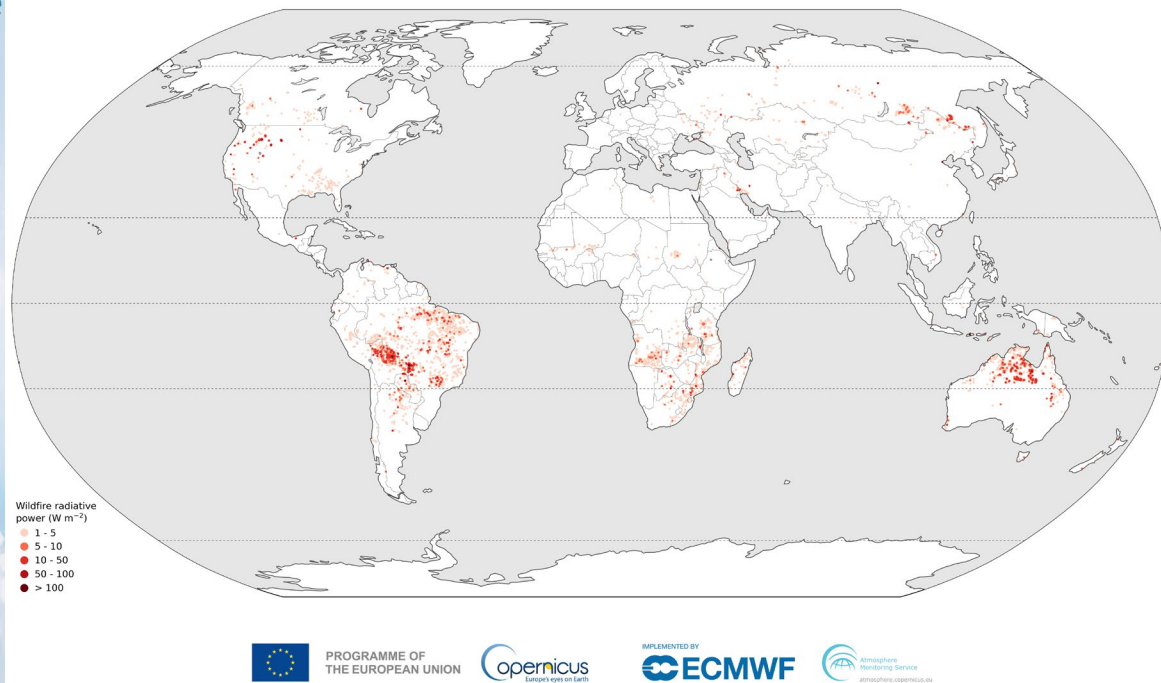 Wildfire radiative
power (W m⁻²)
1 - 5
5 - 10
10 - 50
50 - 100
> 100
PROGRAMME OF
THE EUROPEAN UNION
opernicus
Europe's eyes on Earth
IMPLEMENTED BY
ECMWF
Atmosphere
Monitoring Service
atmosphere.copernicus.eu